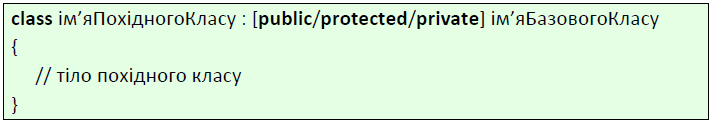 class ім’яПохідногоКласу : [public/protected/private] ім’яБазовогоКласу
{
// тіло похідного класу
}